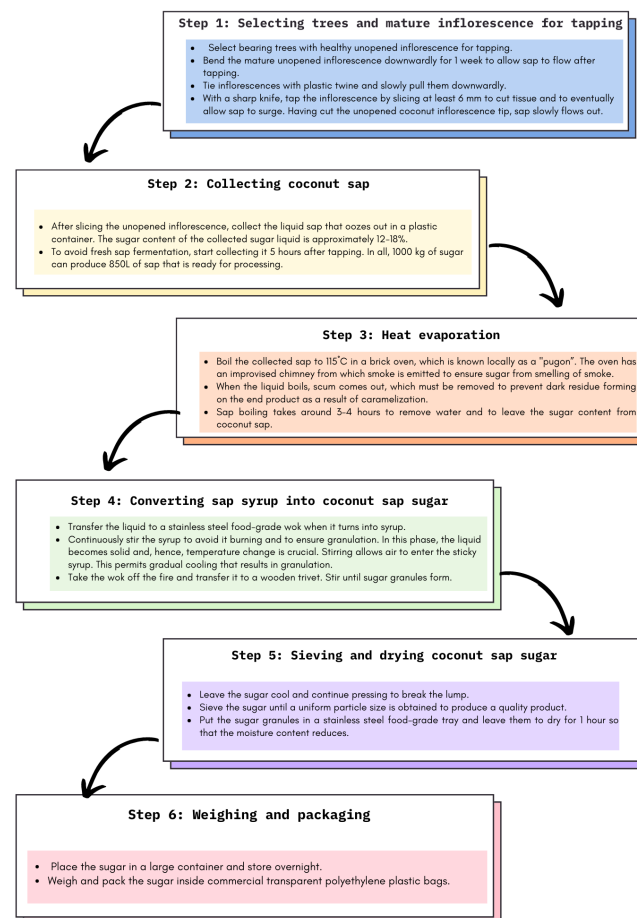 Step 1: Selecting trees and mature inflorescence for tapping
• Select bearing trees with healthy unopened inflorescence for tapping.
• Bend the mature unopened inflorescence downwardly for 1 week to allow sap to flow after
tapping.
• Tie inflorescences with plastic twine and slowly pull them downwardly.
• With a sharp knife, tap the inflorescence by slicing at least 6 mm to cut tissue and to eventually
allow sap to surge. Having cut the unopened coconut inflorescence tip, sap slowly flows out.
Step 2: Collecting coconut sap
• After slicing the unopened inflorescence, collect the liquid sap that oozes out in a plastic
container. The sugar content of the collected sugar liquid is approximately 12-18%.
• To avoid fresh sap fermentation, start collecting it 5 hours after tapping. In all, 1000 kg of sugar
can produce 850L of sap that is ready for processing.
Step 3: Heat evaporation
• Boil the collected sap to 115°C in a brick oven, which is known locally as a "pugon". The oven has
an improvised chimney from which smoke is emitted to ensure sugar from smelling of smoke.
• When the liquid boils, scum comes out, which must be removed to prevent dark residue forming
on the end product as a result of caramelization.
• Sap boiling takes around 3-4 hours to remove water and to leave the sugar content from
coconut sap.
Step 4: Converting sap syrup into coconut sap sugar
• Transfer the liquid to a stainless steel food-grade wok when it turns into syrup.
• Continuously stir the syrup to avoid it burning and to ensure granulation. In this phase, the liquid
becomes solid and, hence, temperature change is crucial. Stirring allows air to enter the sticky
syrup. This permits gradual cooling that results in granulation.
• Take the wok off the fire and transfer it to a wooden trivet. Stir until sugar granules form.
Step 5: Sieving and drying coconut sap sugar
• Leave the sugar cool and continue pressing to break the lump.
• Sieve the sugar until a uniform particle size is obtained to produce a quality product.
• Put the sugar granules in a stainless steel food-grade tray and leave them to dry for 1 hour so
that the moisture content reduces.
Step 6: Weighing and packaging
• Place the sugar in a large container and store overnight.
• Weigh and pack the sugar inside commercial transparent polyethylene plastic bags.